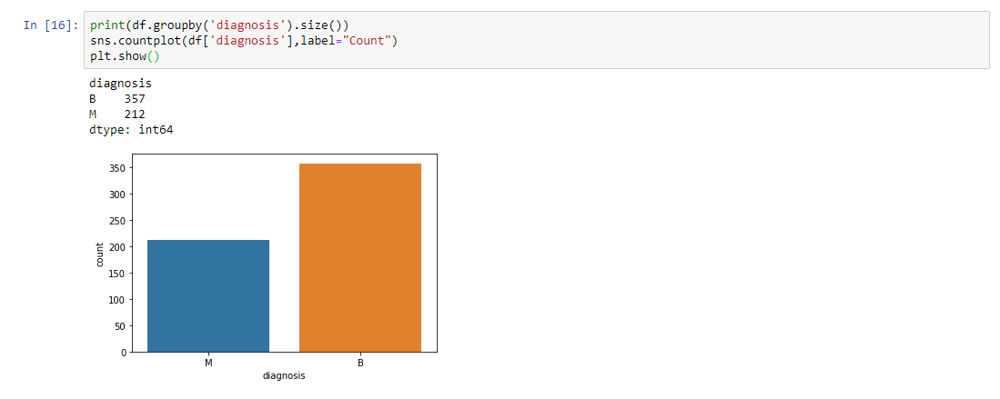 In [16]: print(df.groupby('diagnosis').size())
sns.countplot(df['diagnosis'],label="Count")
plt.show()
diagnosis
B    357
M    212
dtype: int64
350
300
250
200
150
100
50
0
count
M B
diagnosis